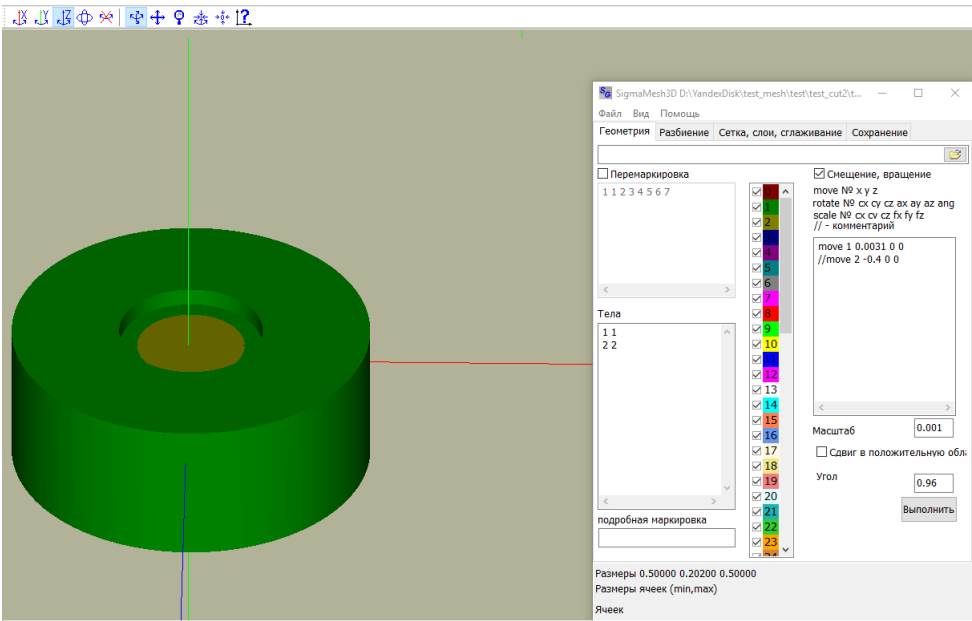 X Y Z
SG SigmaMesh3D D:\YandexDisk\test_mesh\test\test_cut2\t...
Файл Вид Помощь
Геометрия Разбиение Сетка, слои, сглаживание Сохранение
Перемаркировка
1 1 2 3 4 5 6 7
Тела
1 1
2 2
подробная маркировка
0
1
2
4
5
6
7
8
9
10
12
13
14
15
16
17
18
19
20
21
22
23
24
Смещение, вращение
move № x y z
rotate № cx cy cz ax ay az ang
scale № cx cy cz fx fy fz
// - комментарий
move 1 0.0031 0 0
//move 2 -0.4 0 0
Масштаб 0.001
Сдвиг в положительную обла
Угол 0.96
Выполнить
Размеры 0.50000 0.20200 0.50000
Размеры ячеек (min,max)
Ячеек